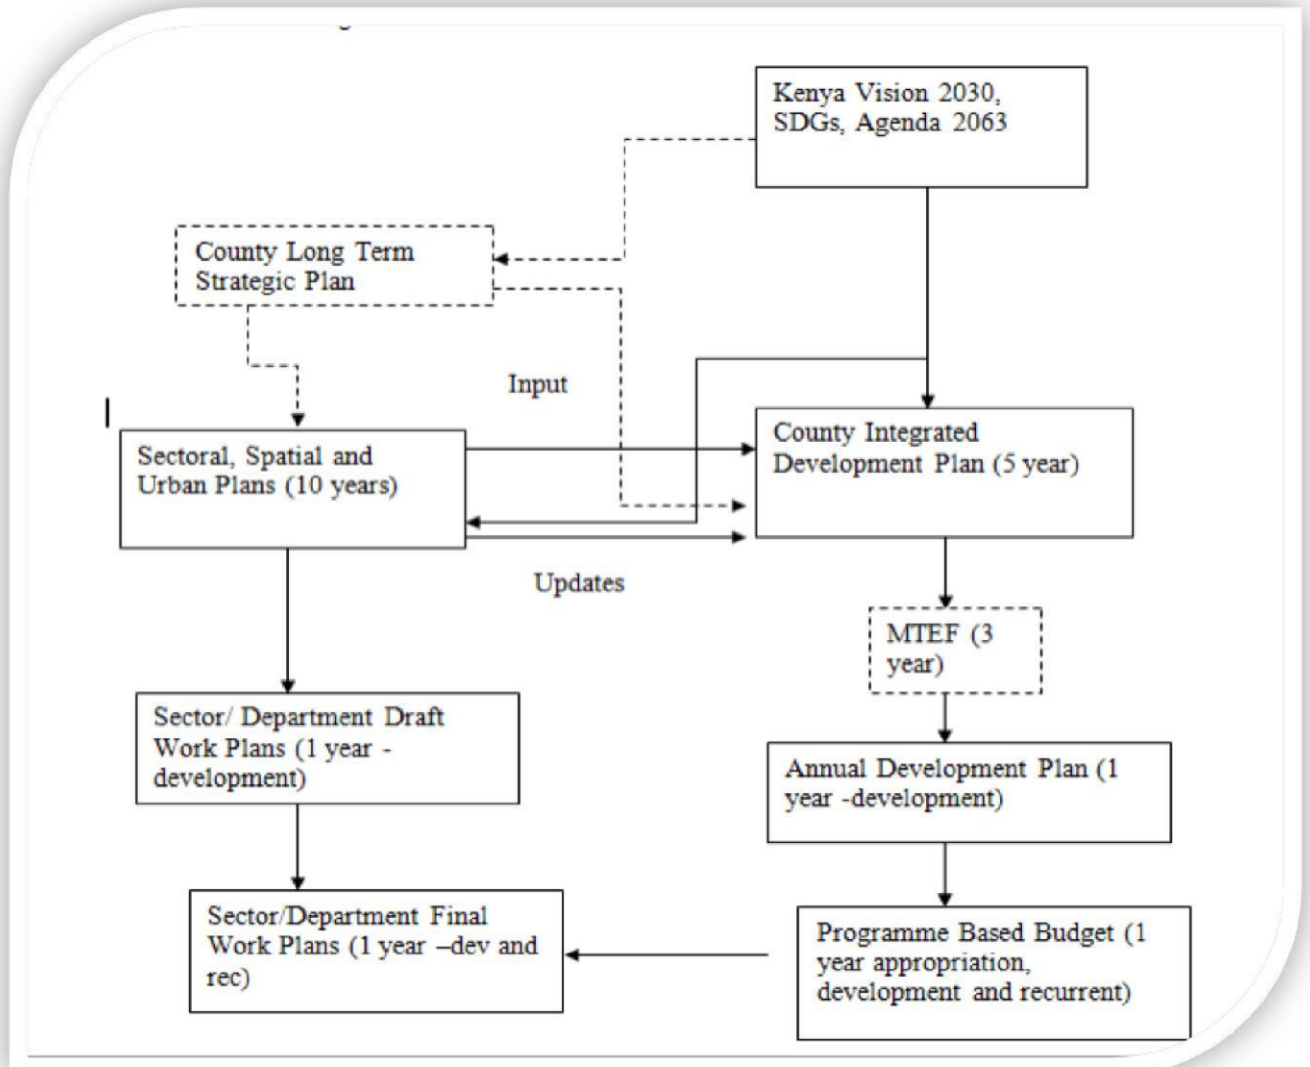 Kenya Vision 2030,
SDGs, Agenda 2063
County Long Term
Strategic Plan
Input
Sectoral, Spatial and
Urban Plans (10 years)
County Integrated
Development Plan (5 year)
Updates
MTEF (3
year)
Sector/ Department Draft
Work Plans (1 year -
development)
Annual Development Plan (1
year -development)
Sector/Department Final
Work Plans (1 year –dev and
rec)
Programme Based Budget (1
year appropriation,
development and recurrent)